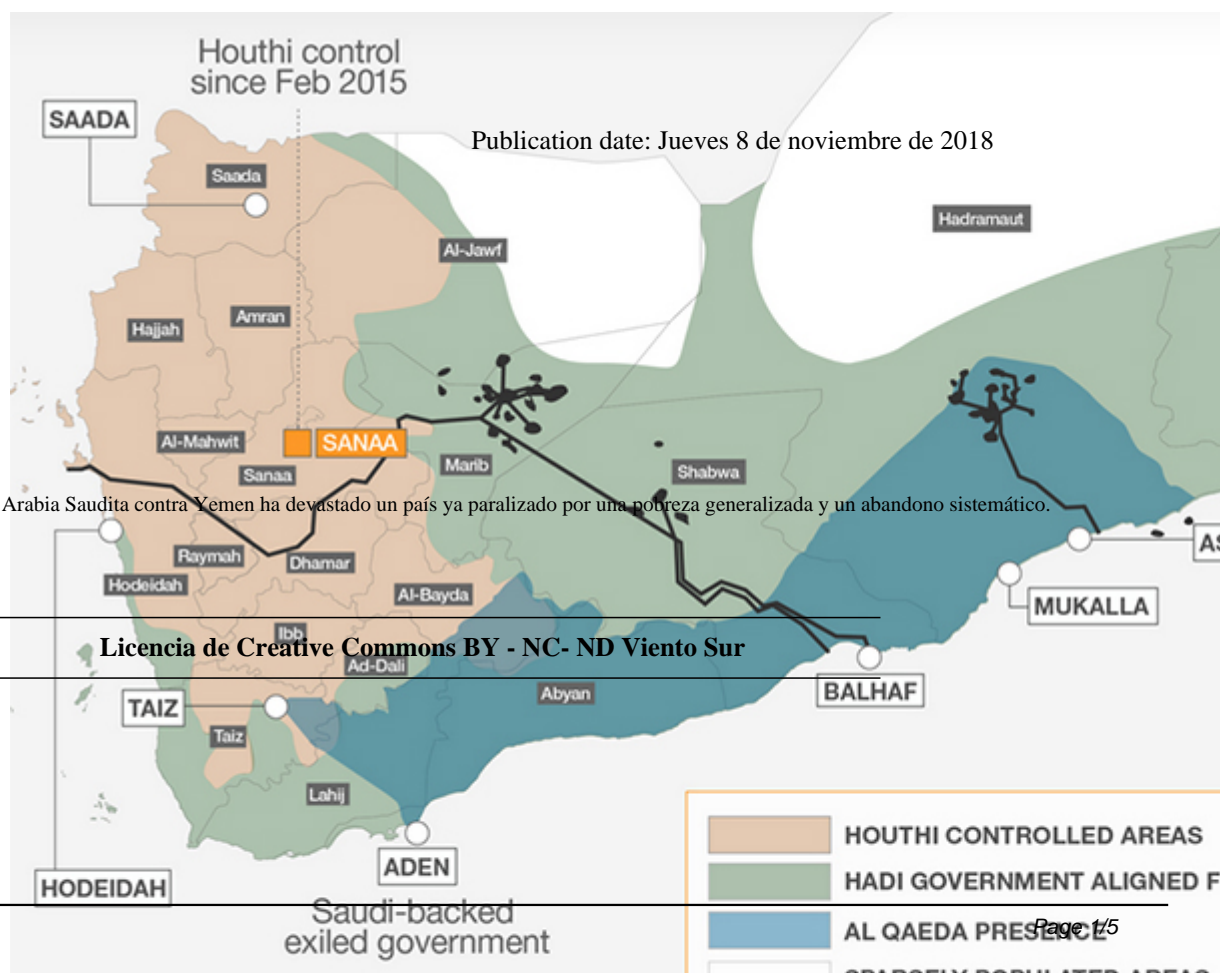 Houthi control
since Feb 2015
SAADA
Publication date: Jueves 8 de noviembre de 2018
Saada
Hadramaut
Al-Jawf
Amran
Hajjah
Al-Mahwit
SANAA
Sanaa
Marib
Shabwa
Arabia Saudita contra Yemen ha devastado un país ya paralizado por una pobreza generalizada y un abandono sistemático.
AS
Raymah
Dhamar
Hodeidah
Al-Bayda
MUKALLA
Ibb
Licencia de Creative Commons BY - NC- ND Viento Sur
Ad-Dali
Abyan
BALHAF
TAIZ
Taiz
Lahij
HOUTHI CONTROLLED AREAS
ADEN
HODEIDAH
HADI GOVERNMENT ALIGNED F
Saudi-backed
exiled government
AL QAEDA PRESENCE
Page 1/5
SPARSELY POPULATED AREAS